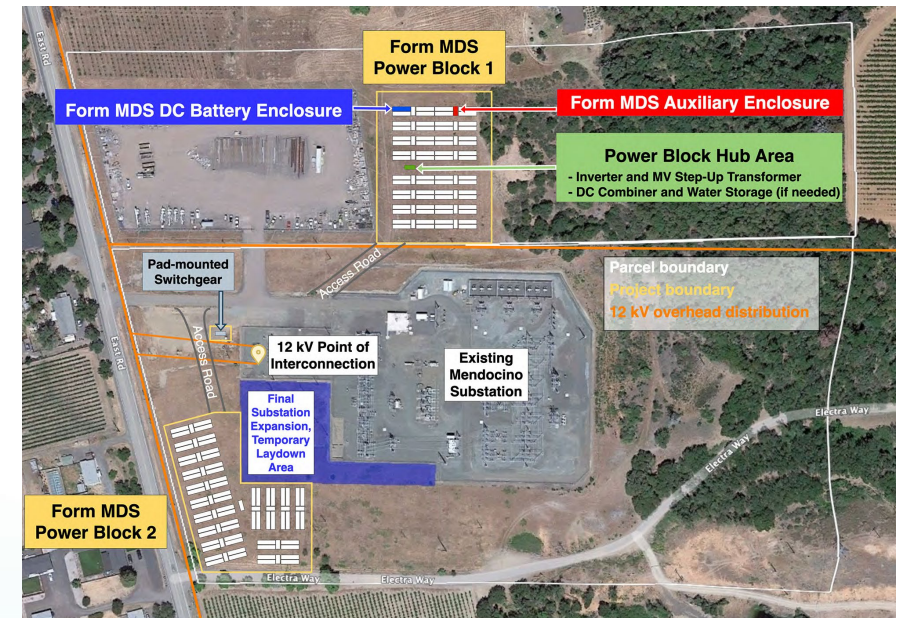 East Rd
Form MDS
Power Block 1
Form MDS DC Battery Enclosure
Form MDS Auxiliary Enclosure
Power Block Hub Area
- Inverter and MV Step-Up Transformer
- DC Combiner and Water Storage (if needed)
Pad-mounted
Switchgear
Access Road
Parcel boundary
Project boundary
12 kV overhead distribution
East Rd
Access Road
12 kV Point of
Interconnection
Existing
Mendocino
Substation
Final
Substation
Expansion,
Temporary
Laydown
Area
Electra Way
Electra Way
Form MDS
Power Block 2
Electra Way
Electra Way